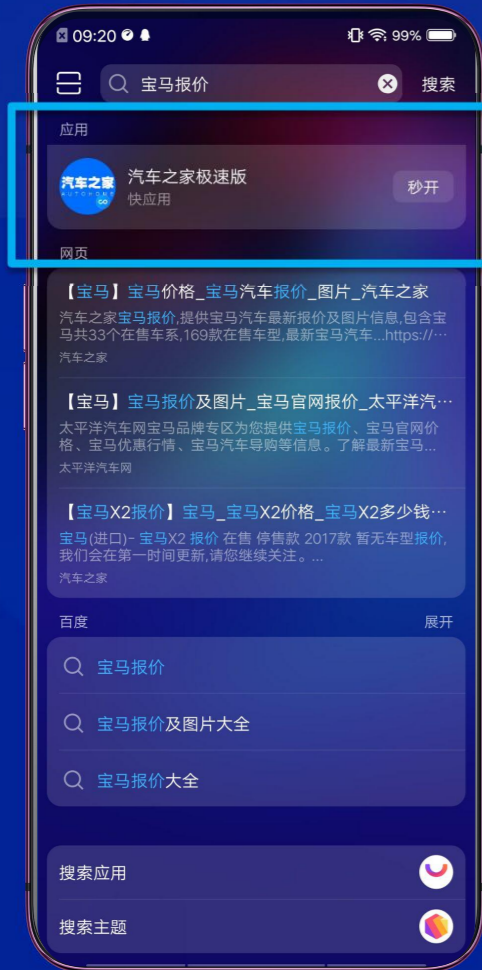 09:20
99%
宝马报价
搜索
应用
汽车之家
AUTOHOME
GO
汽车之家极速版
快应用
秒开
网页
【宝马】宝马价格_宝马汽车报价_图片_汽车之家
汽车之家宝马报价,提供宝马汽车最新报价及图片信息,包含宝
马共33个在售车系,169款在售车型,最新宝马汽车...https://…
汽车之家
【宝马】宝马报价及图片_宝马官网报价_太平洋汽…
太平洋汽车网宝马品牌专区为您提供宝马报价、宝马官网价
格、宝马优惠行情、宝马汽车导购等信息。了解最新宝马...
太平洋汽车网
【宝马X2报价】宝马_宝马X2价格_宝马X2多少钱…
宝马(进口)- 宝马X2 报价 在售 停售款 2017款 暂无车型报价,
我们会在第一时间更新,请您继续关注。...
汽车之家
百度
展开
宝马报价
宝马报价及图片大全
宝马报价大全
搜索应用
搜索主题